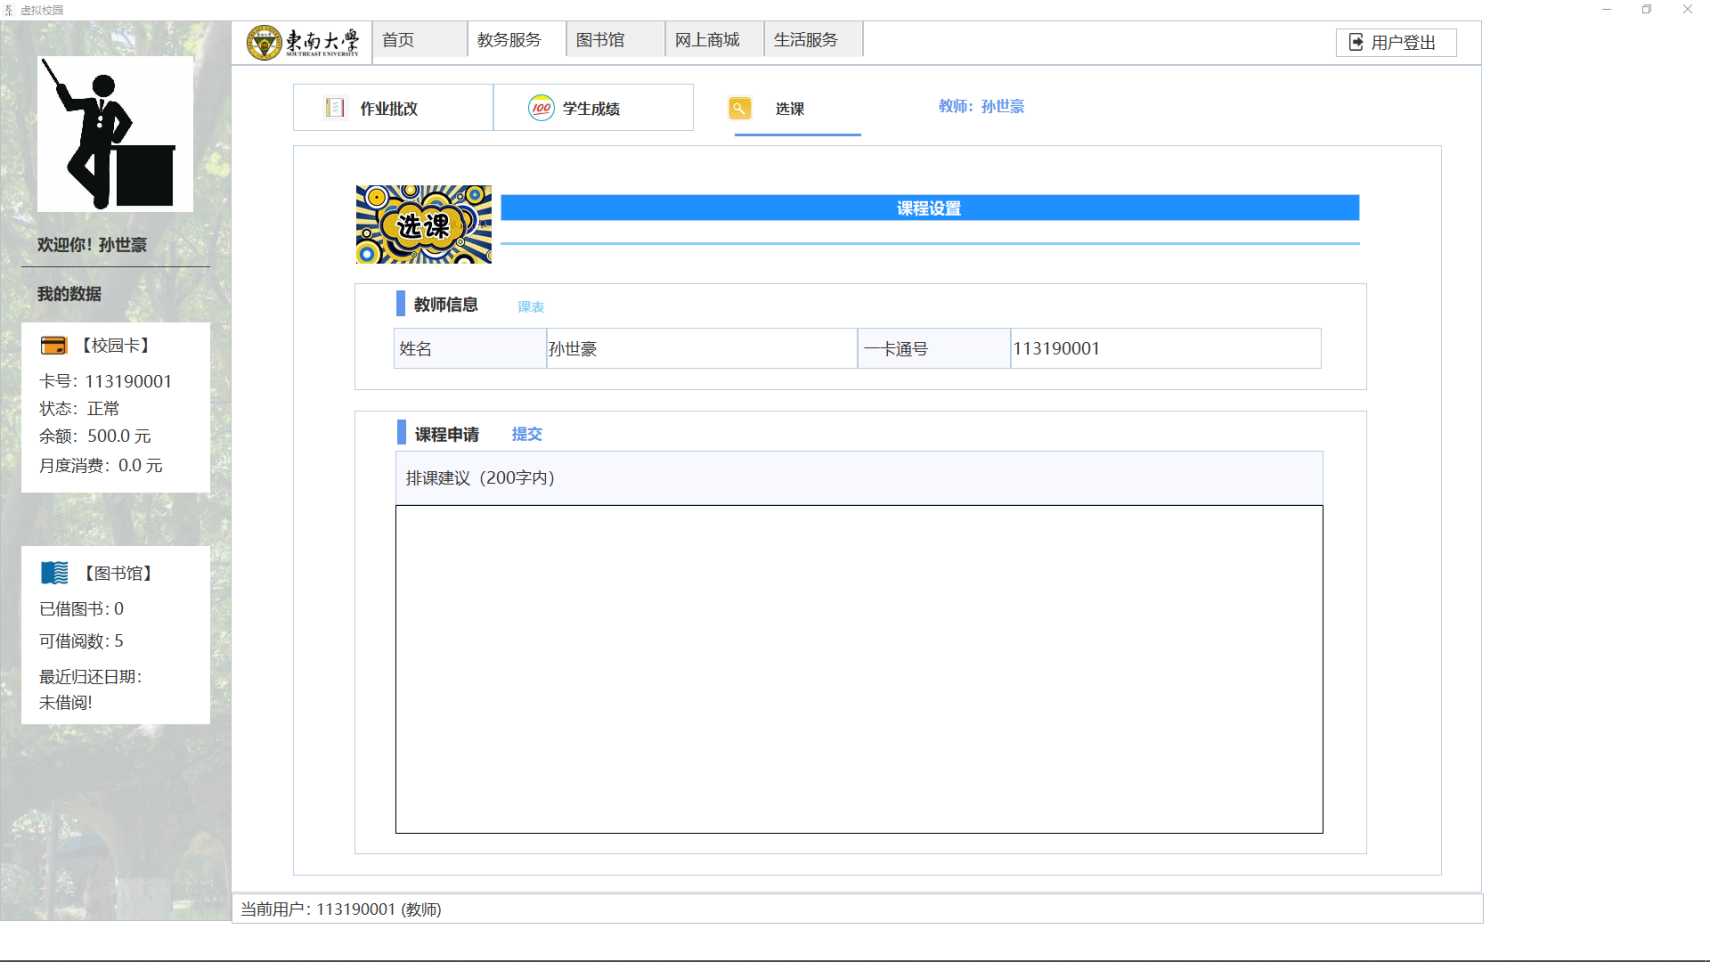 虚拟校园
東南大學
SOUTHEAST UNIVERSITY
首页
教务服务
图书馆
网上商城
生活服务
用户登出
作业批改
100 学生成绩
选课
教师：孙世豪
选课
课程设置
欢迎你！孙世豪
我的数据
【校园卡】
卡号：113190001
状态：正常
余额：500.0 元
月度消费：0.0 元
【图书馆】
已借图书：0
可借阅数：5
最近归还日期：
未借阅!
教师信息 课表
姓名 孙世豪 一卡通号 113190001
课程申请 提交
排课建议（200字内）
当前用户：113190001 (教师)